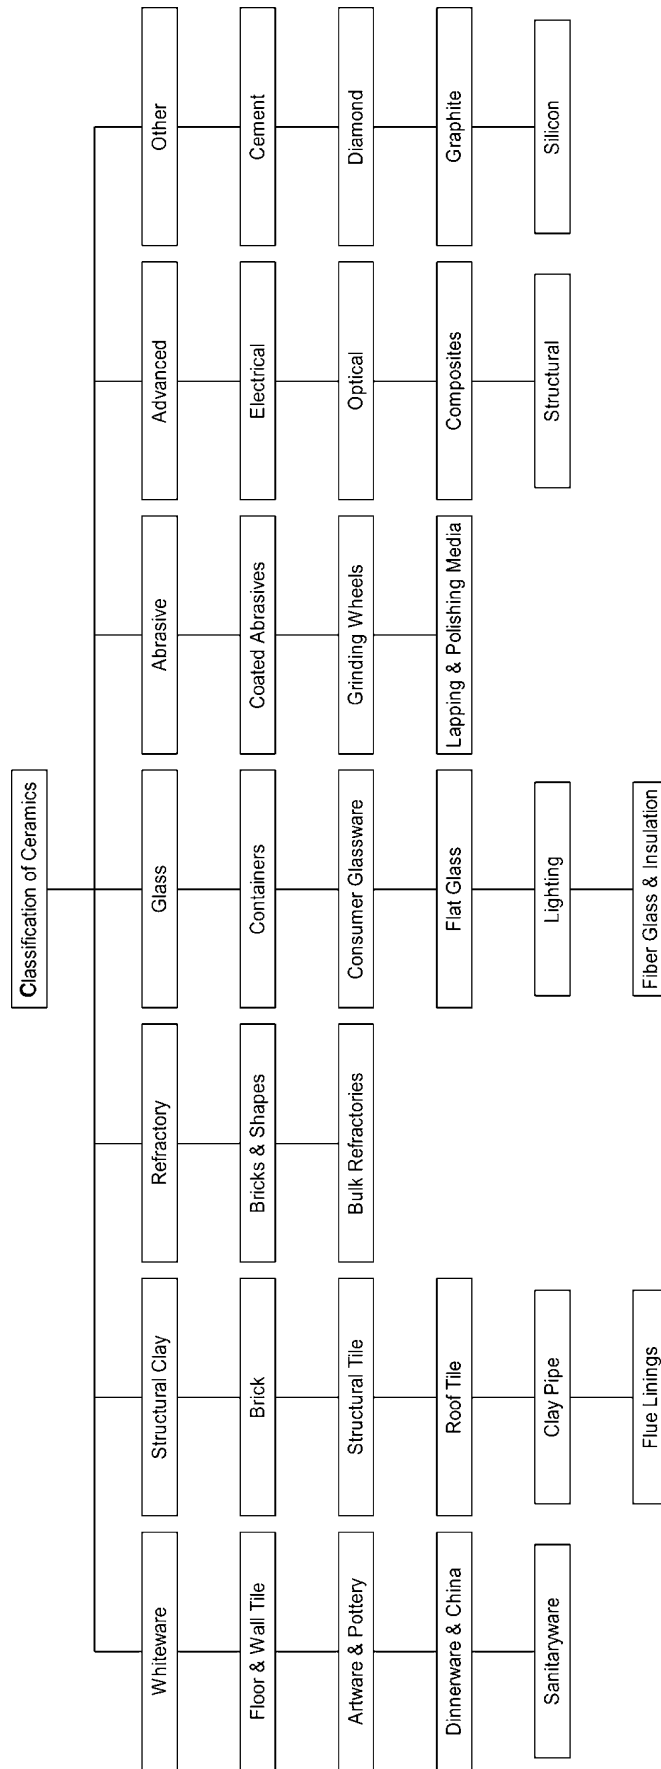 Classification of Ceramics
Whiteware
Floor & Wall Tile
Artware & Pottery
Dinnerware & China
Sanitaryware
Structural Clay
Brick
Structural Tile
Roof Tile
Clay Pipe
Flue Linings
Refractory
Bricks & Shapes
Bulk Refractories
Glass
Containers
Consumer Glassware
Flat Glass
Lighting
Fiber Glass & Insulation
Abrasive
Coated Abrasives
Grinding Wheels
Lapping & Polishing Media
Advanced
Electrical
Optical
Composites
Structural
Other
Cement
Diamond
Graphite
Silicon